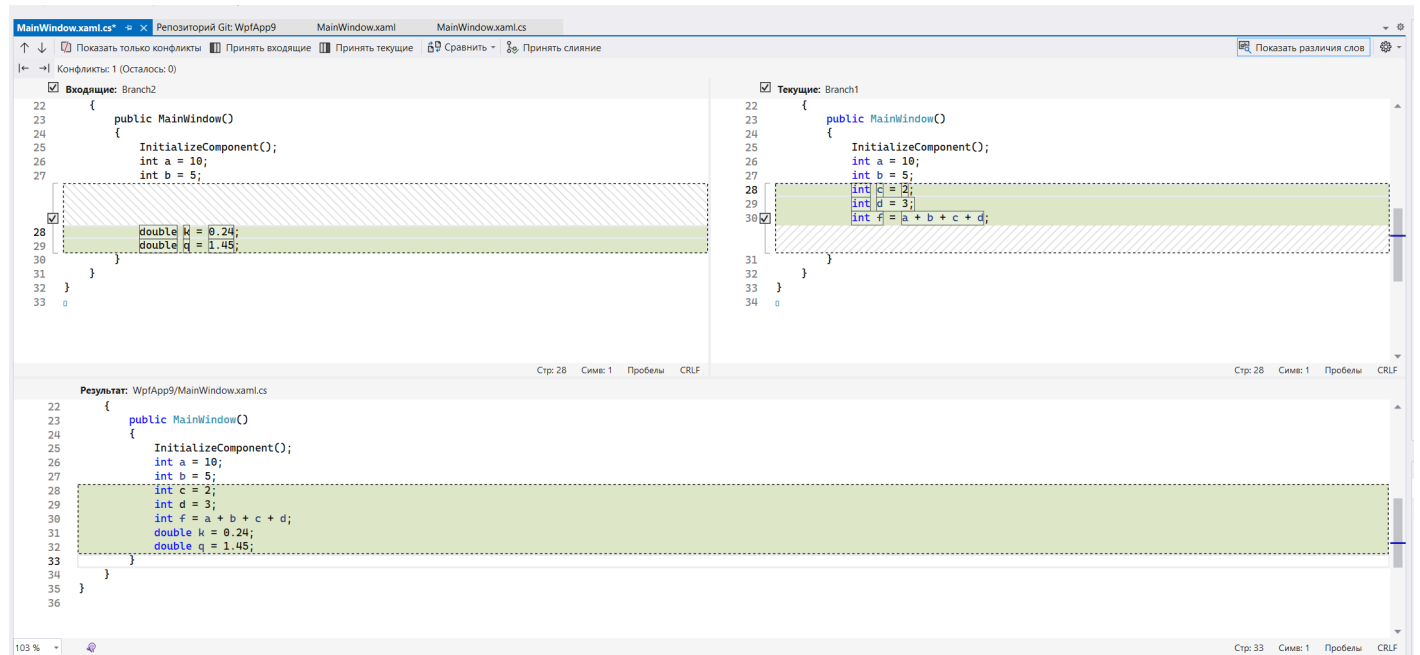 MainWindow.xaml.cs* Репозиторий Git: WpfApp9 MainWindow.xaml MainWindow.xaml.cs
Показать только конфликты Принять входящие Принять текущие Сравнить Принять слияние Показать различия слов
Конфликты: 1 (Осталось: 0)
Входящие: Branch2
22 {
23 public MainWindow()
24 {
25 InitializeComponent();
26 int a = 10;
27 int b = 5;
28 double k = 0.24;
29 double q = 1.45;
30 }
31 }
32 }
33
Стр: 28 Симв: 1 Пробелы CRLF
Текущие: Branch1
22 {
23 public MainWindow()
24 {
25 InitializeComponent();
26 int a = 10;
27 int b = 5;
28 int c = 2;
29 int d = 3;
30 int f = a + b + c + d;
31 }
32 }
33 }
34
Стр: 28 Симв: 1 Пробелы CRLF
Результат: WpfApp9/MainWindow.xaml.cs
22 {
23 public MainWindow()
24 {
25 InitializeComponent();
26 int a = 10;
27 int b = 5;
28 int c = 2;
29 int d = 3;
30 int f = a + b + c + d;
31 double k = 0.24;
32 double q = 1.45;
33 }
34 }
35 }
36
103 % Стр: 33 Симв: 1 Пробелы CRLF